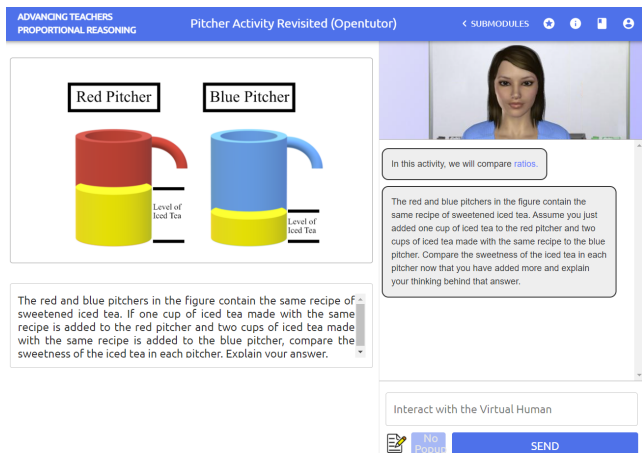 ADVANCING TEACHERS
PROPORTIONAL REASONING
Pitcher Activity Revisited (Opentutor)
< SUBMODULES
Red Pitcher
Blue Pitcher
Level of
Iced Tea
Level of
Iced Tea
The red and blue pitchers in the figure contain the same recipe of
sweetened iced tea. If one cup of iced tea made with the same
recipe is added to the red pitcher and two cups of iced tea made
with the same recipe is added to the blue pitcher, compare the
sweetness of the iced tea in each pitcher. Explain your answer.
In this activity, we will compare ratios.
The red and blue pitchers in the figure contain the
same recipe of sweetened iced tea. Assume you just
added one cup of iced tea to the red pitcher and two
cups of iced tea made with the same recipe to the blue
pitcher. Compare the sweetness of the iced tea in each
pitcher now that you have added more and explain
your thinking behind that answer.
Interact with the Virtual Human
No
Popup
SEND